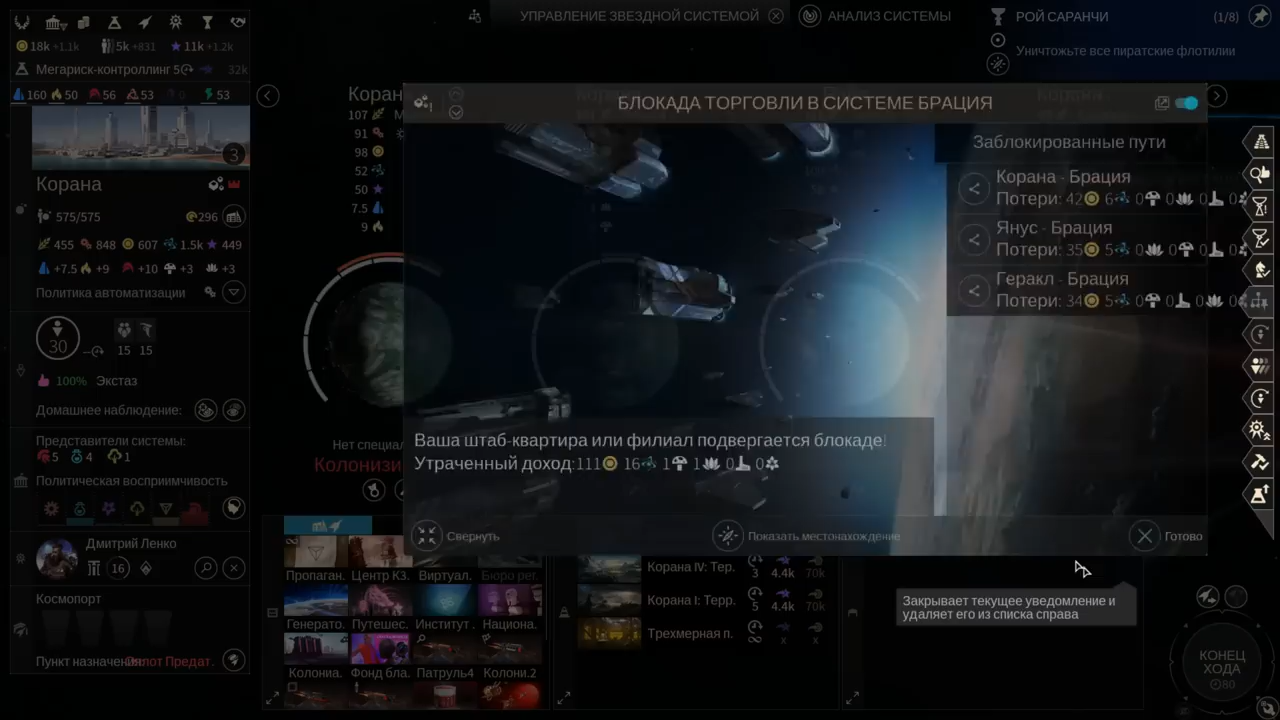 УПРАВЛЕНИЕ ЗВЕЗДНОЙ СИСТЕМОЙ
АНАЛИЗ СИСТЕМЫ
РОЙ САРАНЧИ
(1/8)
Уничтожьте все пиратские флотилии
18k +1.1k
5k +831
11k +1.2k
Мегариск-контроллинг 5
32k
160 50 56 53 0 53
3
Корана
575/575
296
455 848 607 1.5k 449
+7.5 +9 +10 +3 +3
Политика автоматизации
30
15 15
100% Экстаз
Домашнее наблюдение:
Представители системы:
5 4 1
Политическая восприимчивость
Дмитрий Ленко
16
Космопорт
Пункт назначения:
Коран
107
91
98
52
50
7.5
9
Нет специал
Колонизи
БЛОКАДА ТОРГОВЛИ В СИСТЕМЕ БРАЦИЯ
Заблокированные пути
Корана - Брация
Потери: 42 6 0 0 0
Янус - Брация
Потери: 35 5 0 0 0
Геракл - Брация
Потери: 34 5 0 0 0
Ваша штаб-квартира или филиал подвергается блокаде!
Утраченный доход:111 16 1 1 0 0
Свернуть
Показать местонахождение
Готово
Закрывает текущее уведомление и
удаляет его из списка справа
Пропаган. Центр КЗ. Виртуал. Бюро рег.
Генерато. Путешес. Институт . Национа.
Колониа. Фонд бла. Патруль4 Колони.2
Корана IV: Терр.
3 4.4k 70k
Корана I: Терр.
5 4.4k 70k
Трехмерная п.
x x
КОНЕЦ
ХОДА
80